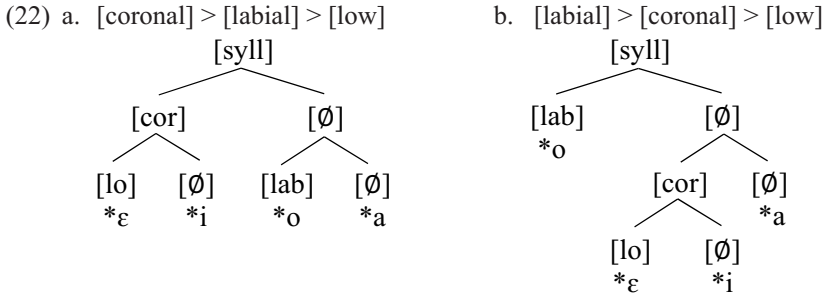 (22) a. [coronal] > [labial] > [low] b. [labial] > [coronal] > [low]
[syll] [syll]
[cor] [Ø] [lab] [Ø]
*o
[lo] [Ø] [lab] [Ø] [cor] [Ø]
*ɛ *i *o *a *a
[lo] [Ø]
*ɛ *i